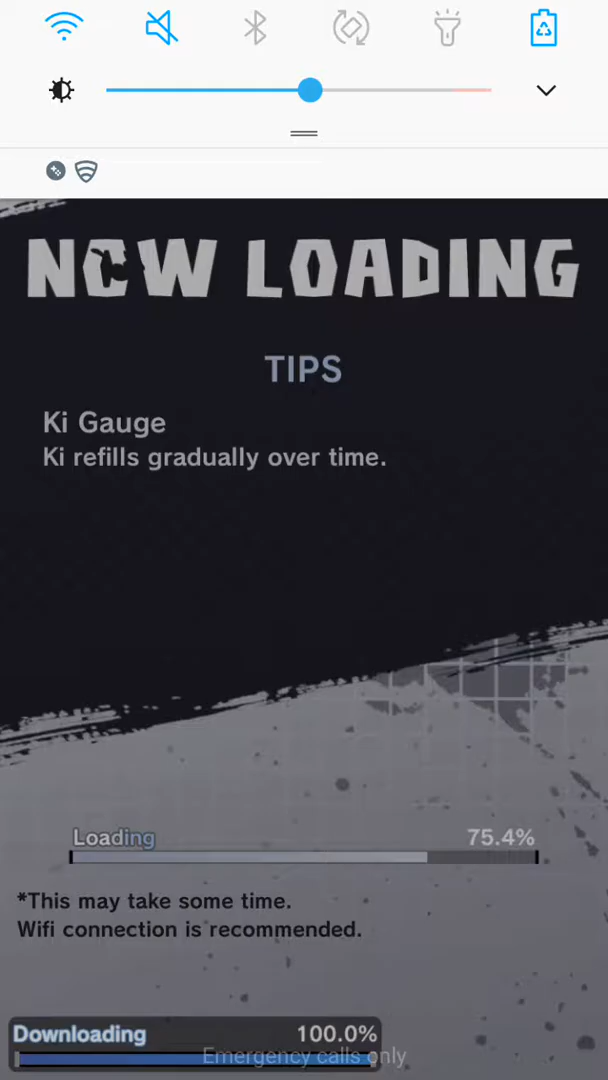 NOW LOADING
TIPS
Ki Gauge
Ki refills gradually over time.
Loading 75.4%
*This may take some time.
Wifi connection is recommended.
Downloading 100.0%
Emergency calls only